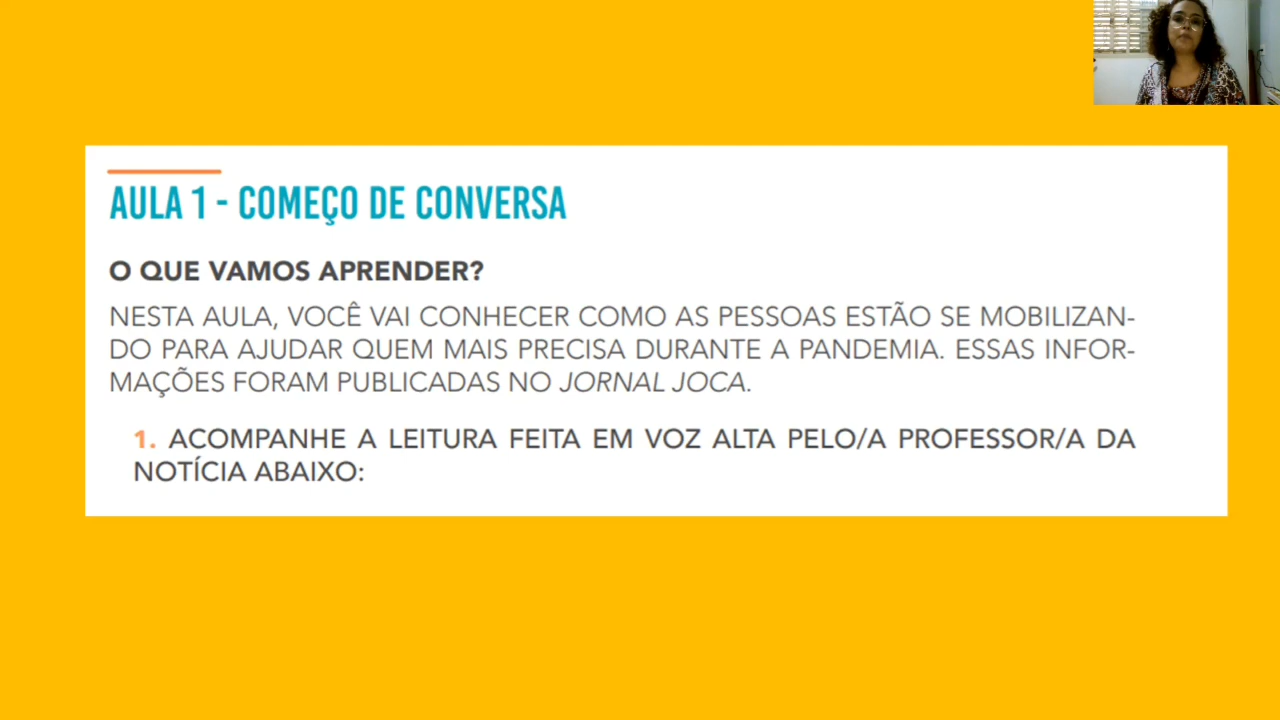 AULA 1 - COMEÇO DE CONVERSA
O QUE VAMOS APRENDER?
NESTA AULA, VOCÊ VAI CONHECER COMO AS PESSOAS ESTÃO SE MOBILIZAN-
DO PARA AJUDAR QUEM MAIS PRECISA DURANTE A PANDEMIA. ESSAS INFOR-
MAÇÕES FORAM PUBLICADAS NO JORNAL JOCA.
1. ACOMPANHE A LEITURA FEITA EM VOZ ALTA PELO/A PROFESSOR/A DA
NOTÍCIA ABAIXO: